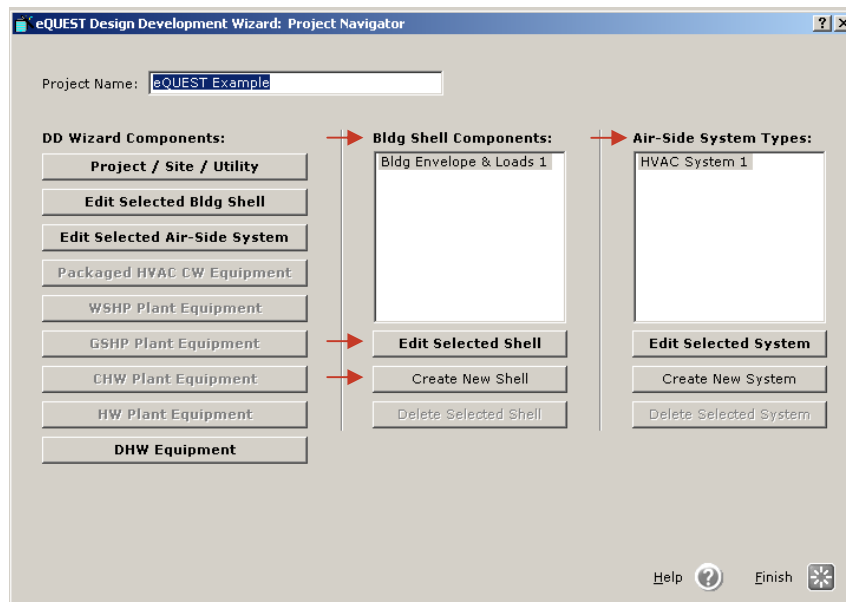 eQUEST Design Development Wizard: Project Navigator
Project Name: eQUEST Example
DD Wizard Components:
Project / Site / Utility
Edit Selected Bldg Shell
Edit Selected Air-Side System
Packaged HVAC CW Equipment
WSHP Plant Equipment
GSHP Plant Equipment
CHW Plant Equipment
HW Plant Equipment
DHW Equipment
Bldg Shell Components:
Bldg Envelope & Loads 1
Edit Selected Shell
Create New Shell
Delete Selected Shell
Air-Side System Types:
HVAC System 1
Edit Selected System
Create New System
Delete Selected System
Help ? Finish